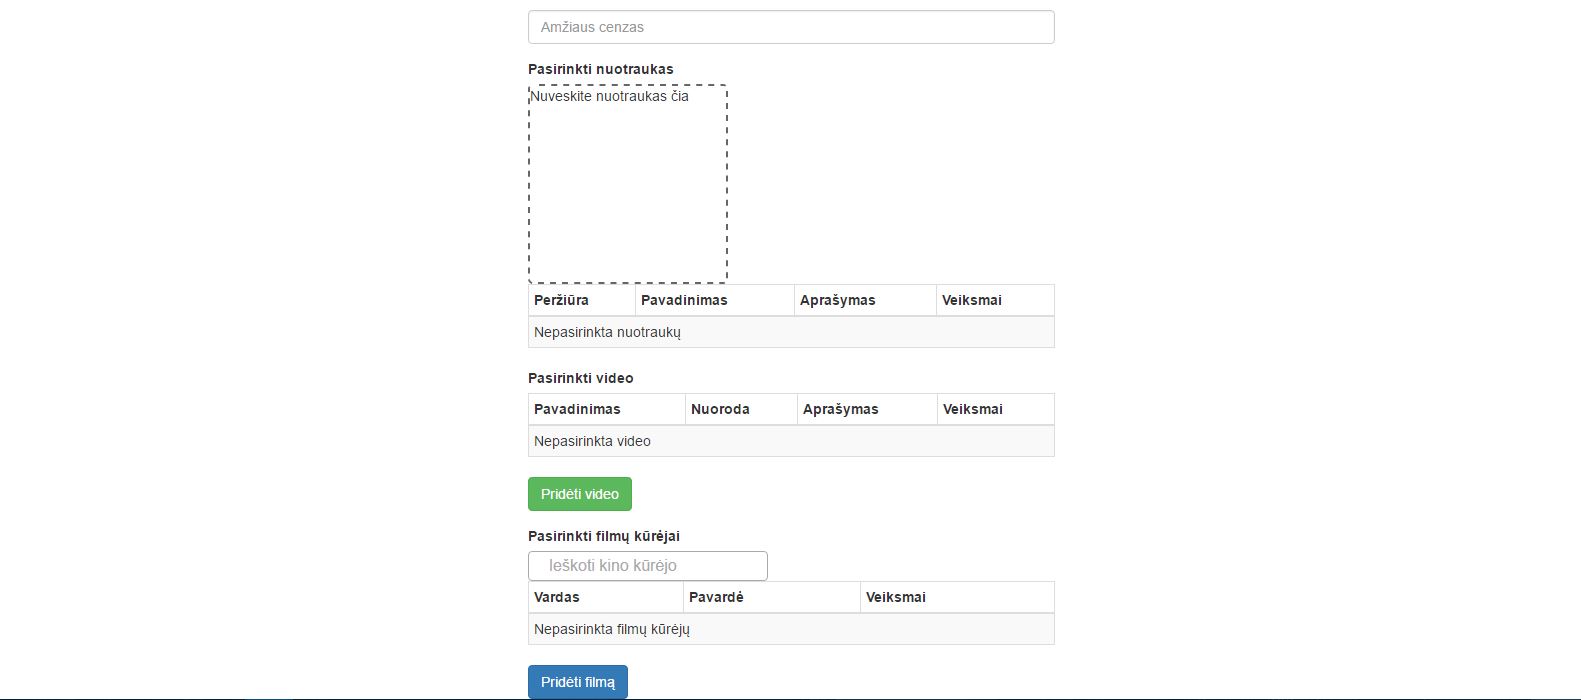 Amžiaus cenzas
Pasirinkti nuotraukas
Nuveskite nuotraukas čia
Peržiūra Pavadinimas Aprašymas Veiksmai
Nepasirinkta nuotraukų
Pasirinkti video
Pavadinimas Nuoroda Aprašymas Veiksmai
Nepasirinkta video
Pridėti video
Pasirinkti filmų kūrėjai
Ieškoti kino kūrėjo
Vardas Pavardė Veiksmai
Nepasirinkta filmų kūrėjų
Pridėti filmą